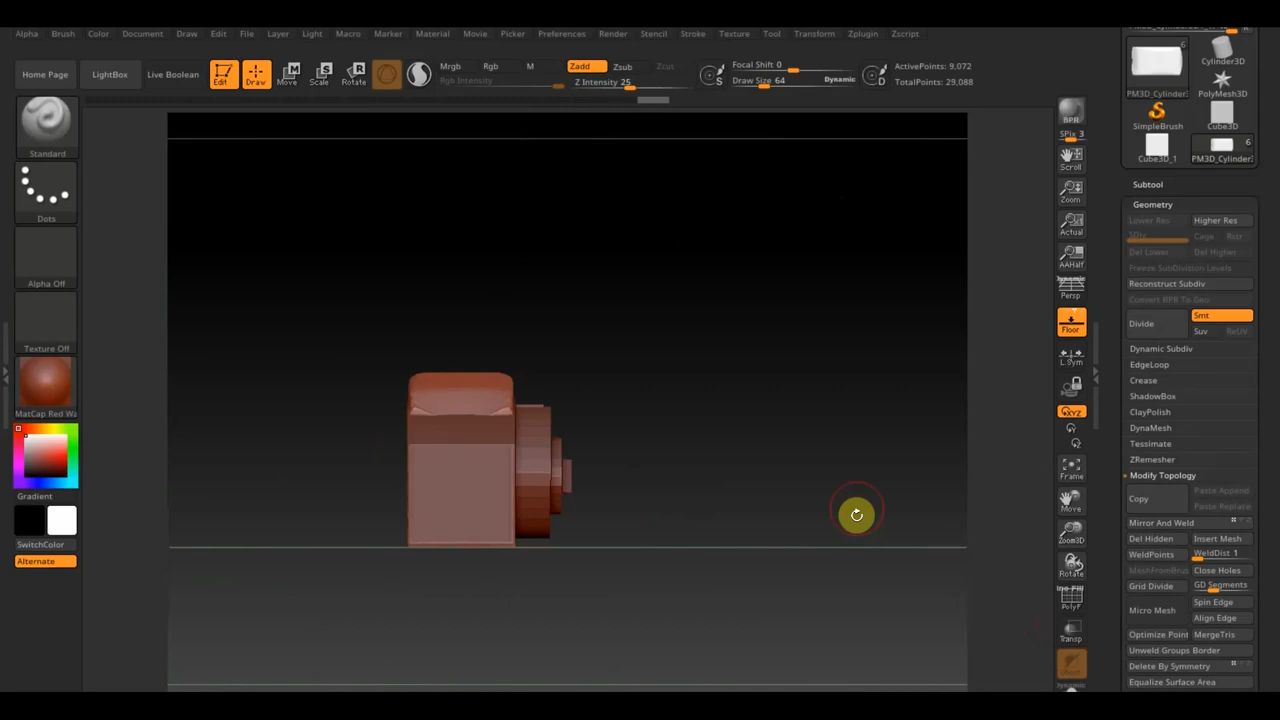 Alpha Brush Color Document Draw Edit File Layer Light Macro Marker Material Movie Picker Preferences Render Stencil Stroke Texture Tool Transform Zplugin Zscript
Home Page
LightBox
Live Boolean
Edit
Draw
Move
Scale
Rotate
Mrgb Rgb M
Rgb Intensity
Zadd Zsub Zcut
Z Intensity 25
S
Focal Shift 0
Draw Size 64
Dynamic
D
ActivePoints: 9,072
TotalPoints: 29,088
Standard
Dots
Alpha Off
Texture Off
MatCap Red Wa
Gradient
SwitchColor
Alternate
BPR
SPix 3
Scroll
Zoom
Actual
AAHalf
Dynamic
Persp
Floor
L.Sym
XYZ
Y
Z
Frame
Move
Zoom3D
Rotate
PolyF
Transp
Dynamic
6
PM3D_Cylinder
Cylinder3D
PolyMesh3D
SimpleBrush
Cube3D
6
Cube3D_1
PM3D_Cylinder
Subtool
Geometry
Lower Res Higher Res
SDiv Cage Rstr
Del Lower Del Higher
Freeze SubDivision Levels
Reconstruct Subdiv
Convert BPR To Geo
Divide Smt
Suv ReUV
Dynamic Subdiv
EdgeLoop
Crease
ShadowBox
ClayPolish
DynaMesh
Tessimate
ZRemesher
Modify Topology
Copy Paste Append
Paste Replace
Mirror And Weld
Del Hidden Insert Mesh
WeldPoints WeldDist 1
MeshFromBrus Close Holes
Grid Divide GD Segments
Micro Mesh Spin Edge
Align Edge
Optimize Point MergeTris
Unweld Groups Border
Delete By Symmetry
Equalize Surface Area